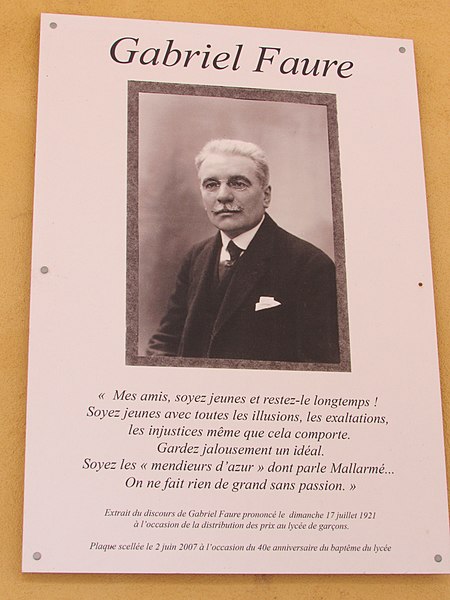 Gabriel Faure
« Mes amis, soyez jeunes et restez-le longtemps !
Soyez jeunes avec toutes les illusions, les exaltations,
les injustices même que cela comporte.
Gardez jalousement un idéal.
Soyez les « mendieurs d'azur » dont parle Mallarmé...
On ne fait rien de grand sans passion. »
Extrait du discours de Gabriel Faure prononcé le dimanche 17 juillet 1921
à l'occasion de la distribution des prix au lycée de garçons.
Plaque scellée le 2 juin 2007 à l'occasion du 40e anniversaire du baptême du lycée